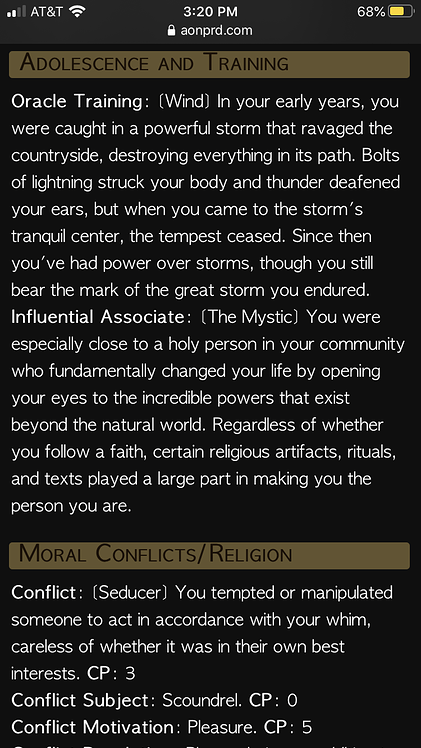 AT&T 3:20 PM 68%
aonprd.com
Adolescence and Training
Oracle Training: (Wind) In your early years, you
were caught in a powerful storm that ravaged the
countryside, destroying everything in its path. Bolts
of lightning struck your body and thunder deafened
your ears, but when you came to the storm's
tranquil center, the tempest ceased. Since then
you've had power over storms, though you still
bear the mark of the great storm you endured.
Influential Associate: (The Mystic) You were
especially close to a holy person in your community
who fundamentally changed your life by opening
your eyes to the incredible powers that exist
beyond the natural world. Regardless of whether
you follow a faith, certain religious artifacts, rituals,
and texts played a large part in making you the
person you are.
Moral Conflicts/Religion
Conflict: (Seducer) You tempted or manipulated
someone to act in accordance with your whim,
careless of whether it was in their own best
interests. CP: 3
Conflict Subject: Scoundrel. CP: 0
Conflict Motivation: Pleasure. CP: 5